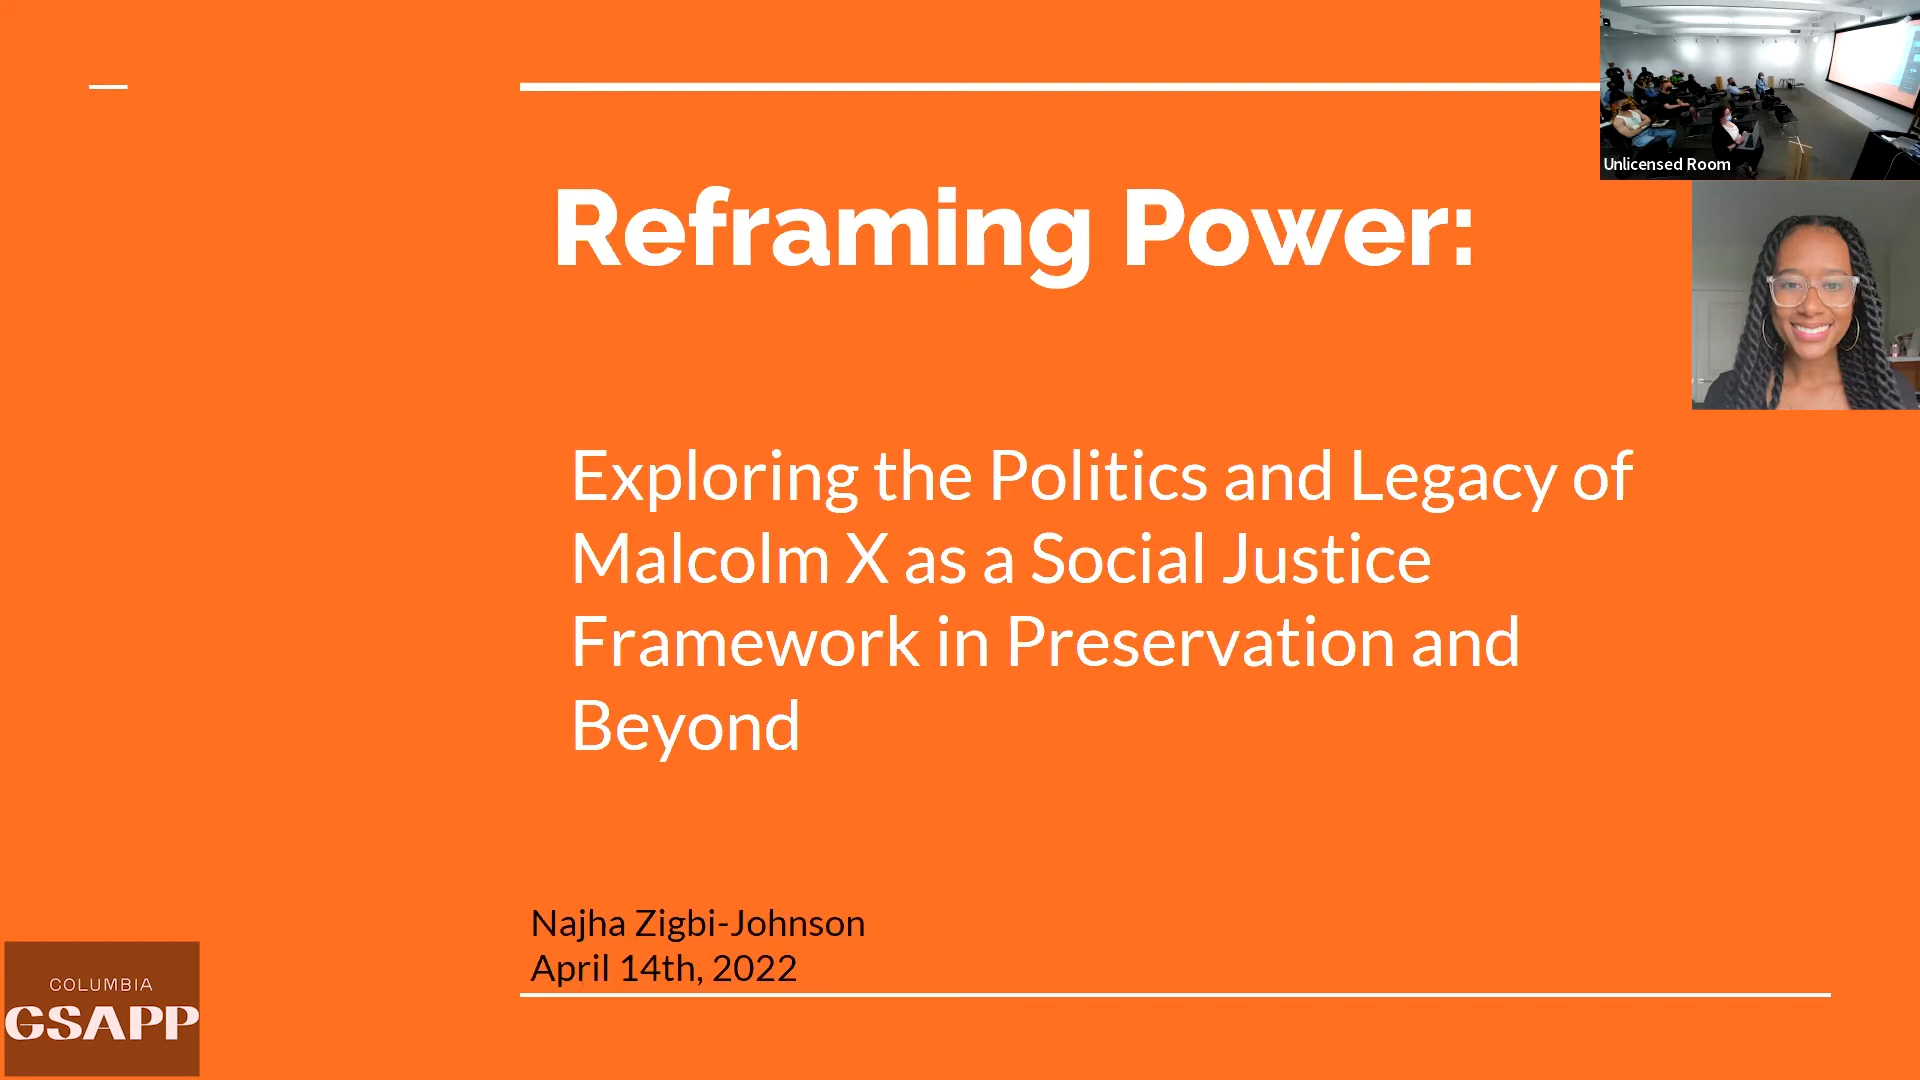 Unlicensed Room
Reframing Power:
Exploring the Politics and Legacy of
Malcolm X as a Social Justice
Framework in Preservation and
Beyond
Najha Zigbi-Johnson
April 14th, 2022
COLUMBIA
GSAPP